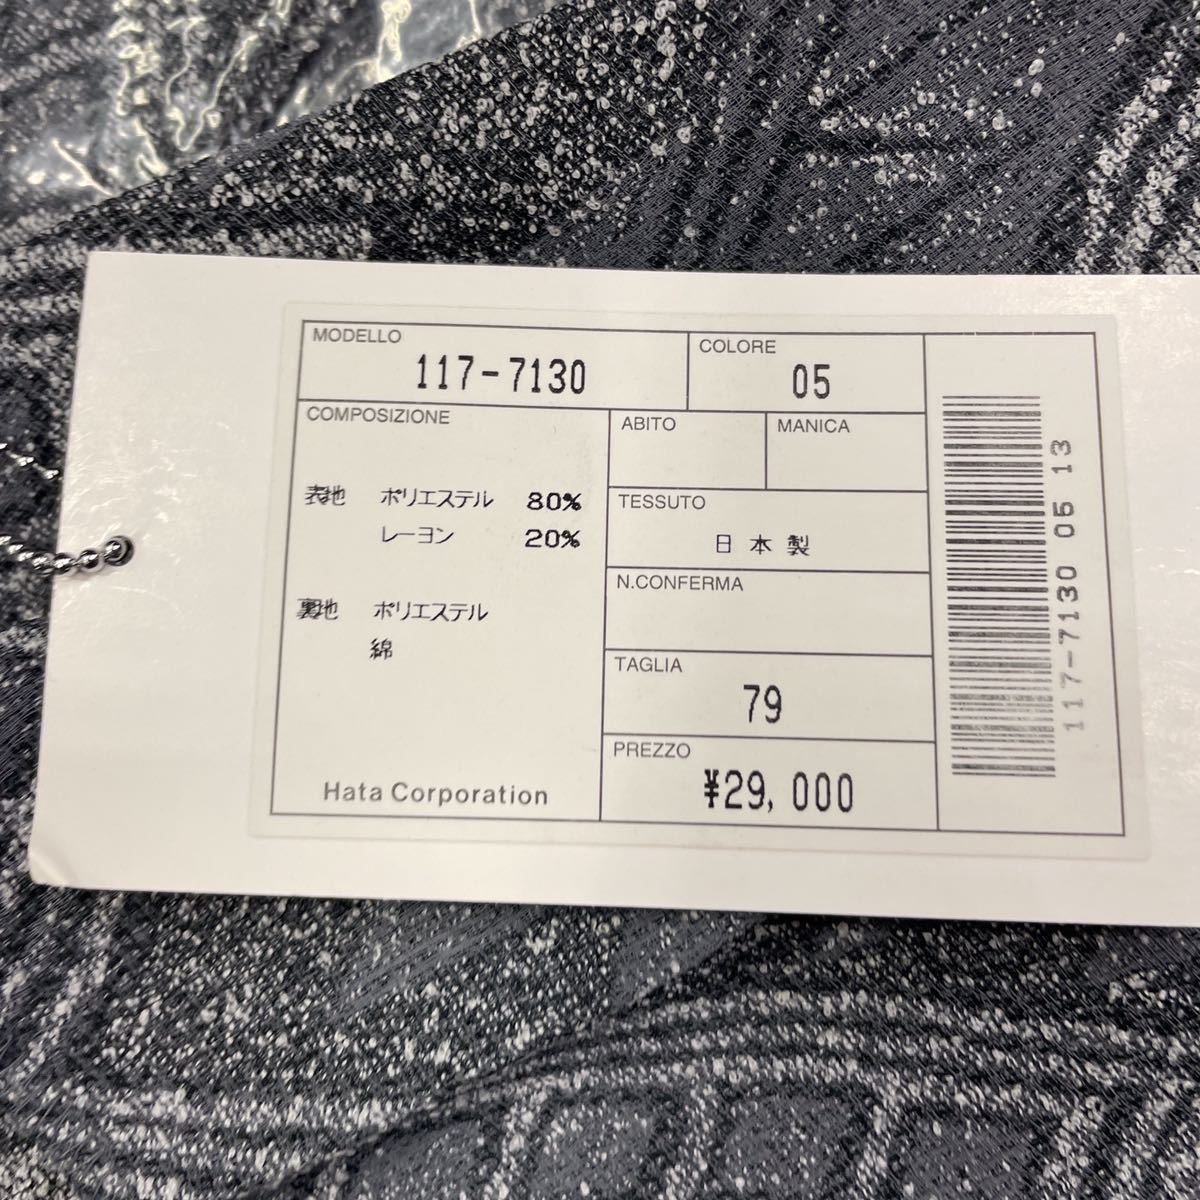 MODELLO
117-7130
COLORE
05
COMPOSIZIONE
表地 ポリエステル 80%
レーヨン 20%
裏地 ポリエステル
綿
Hata Corporation
ABITO
MANICA
TESSUTO
日本製
N.CONFERMA
TAGLIA
79
PREZZO
¥29,000
117-7130 05 13